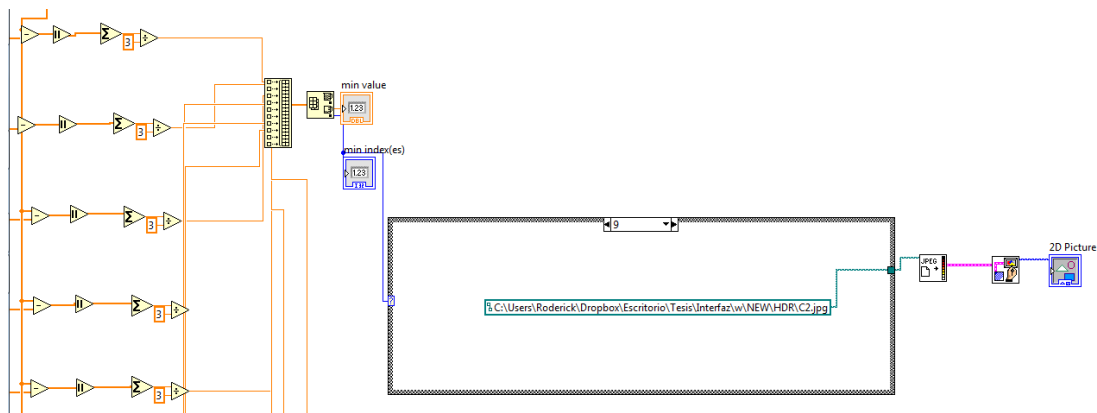 3
min value
1.23
DBL
3
min index(es)
1.23
3
9
2D Picture
JPEG
C:\Users\Roderick\Dropbox\Escritorio\Tesis\Interfaz\w\NEW\HDR\C2.jpg
3
3